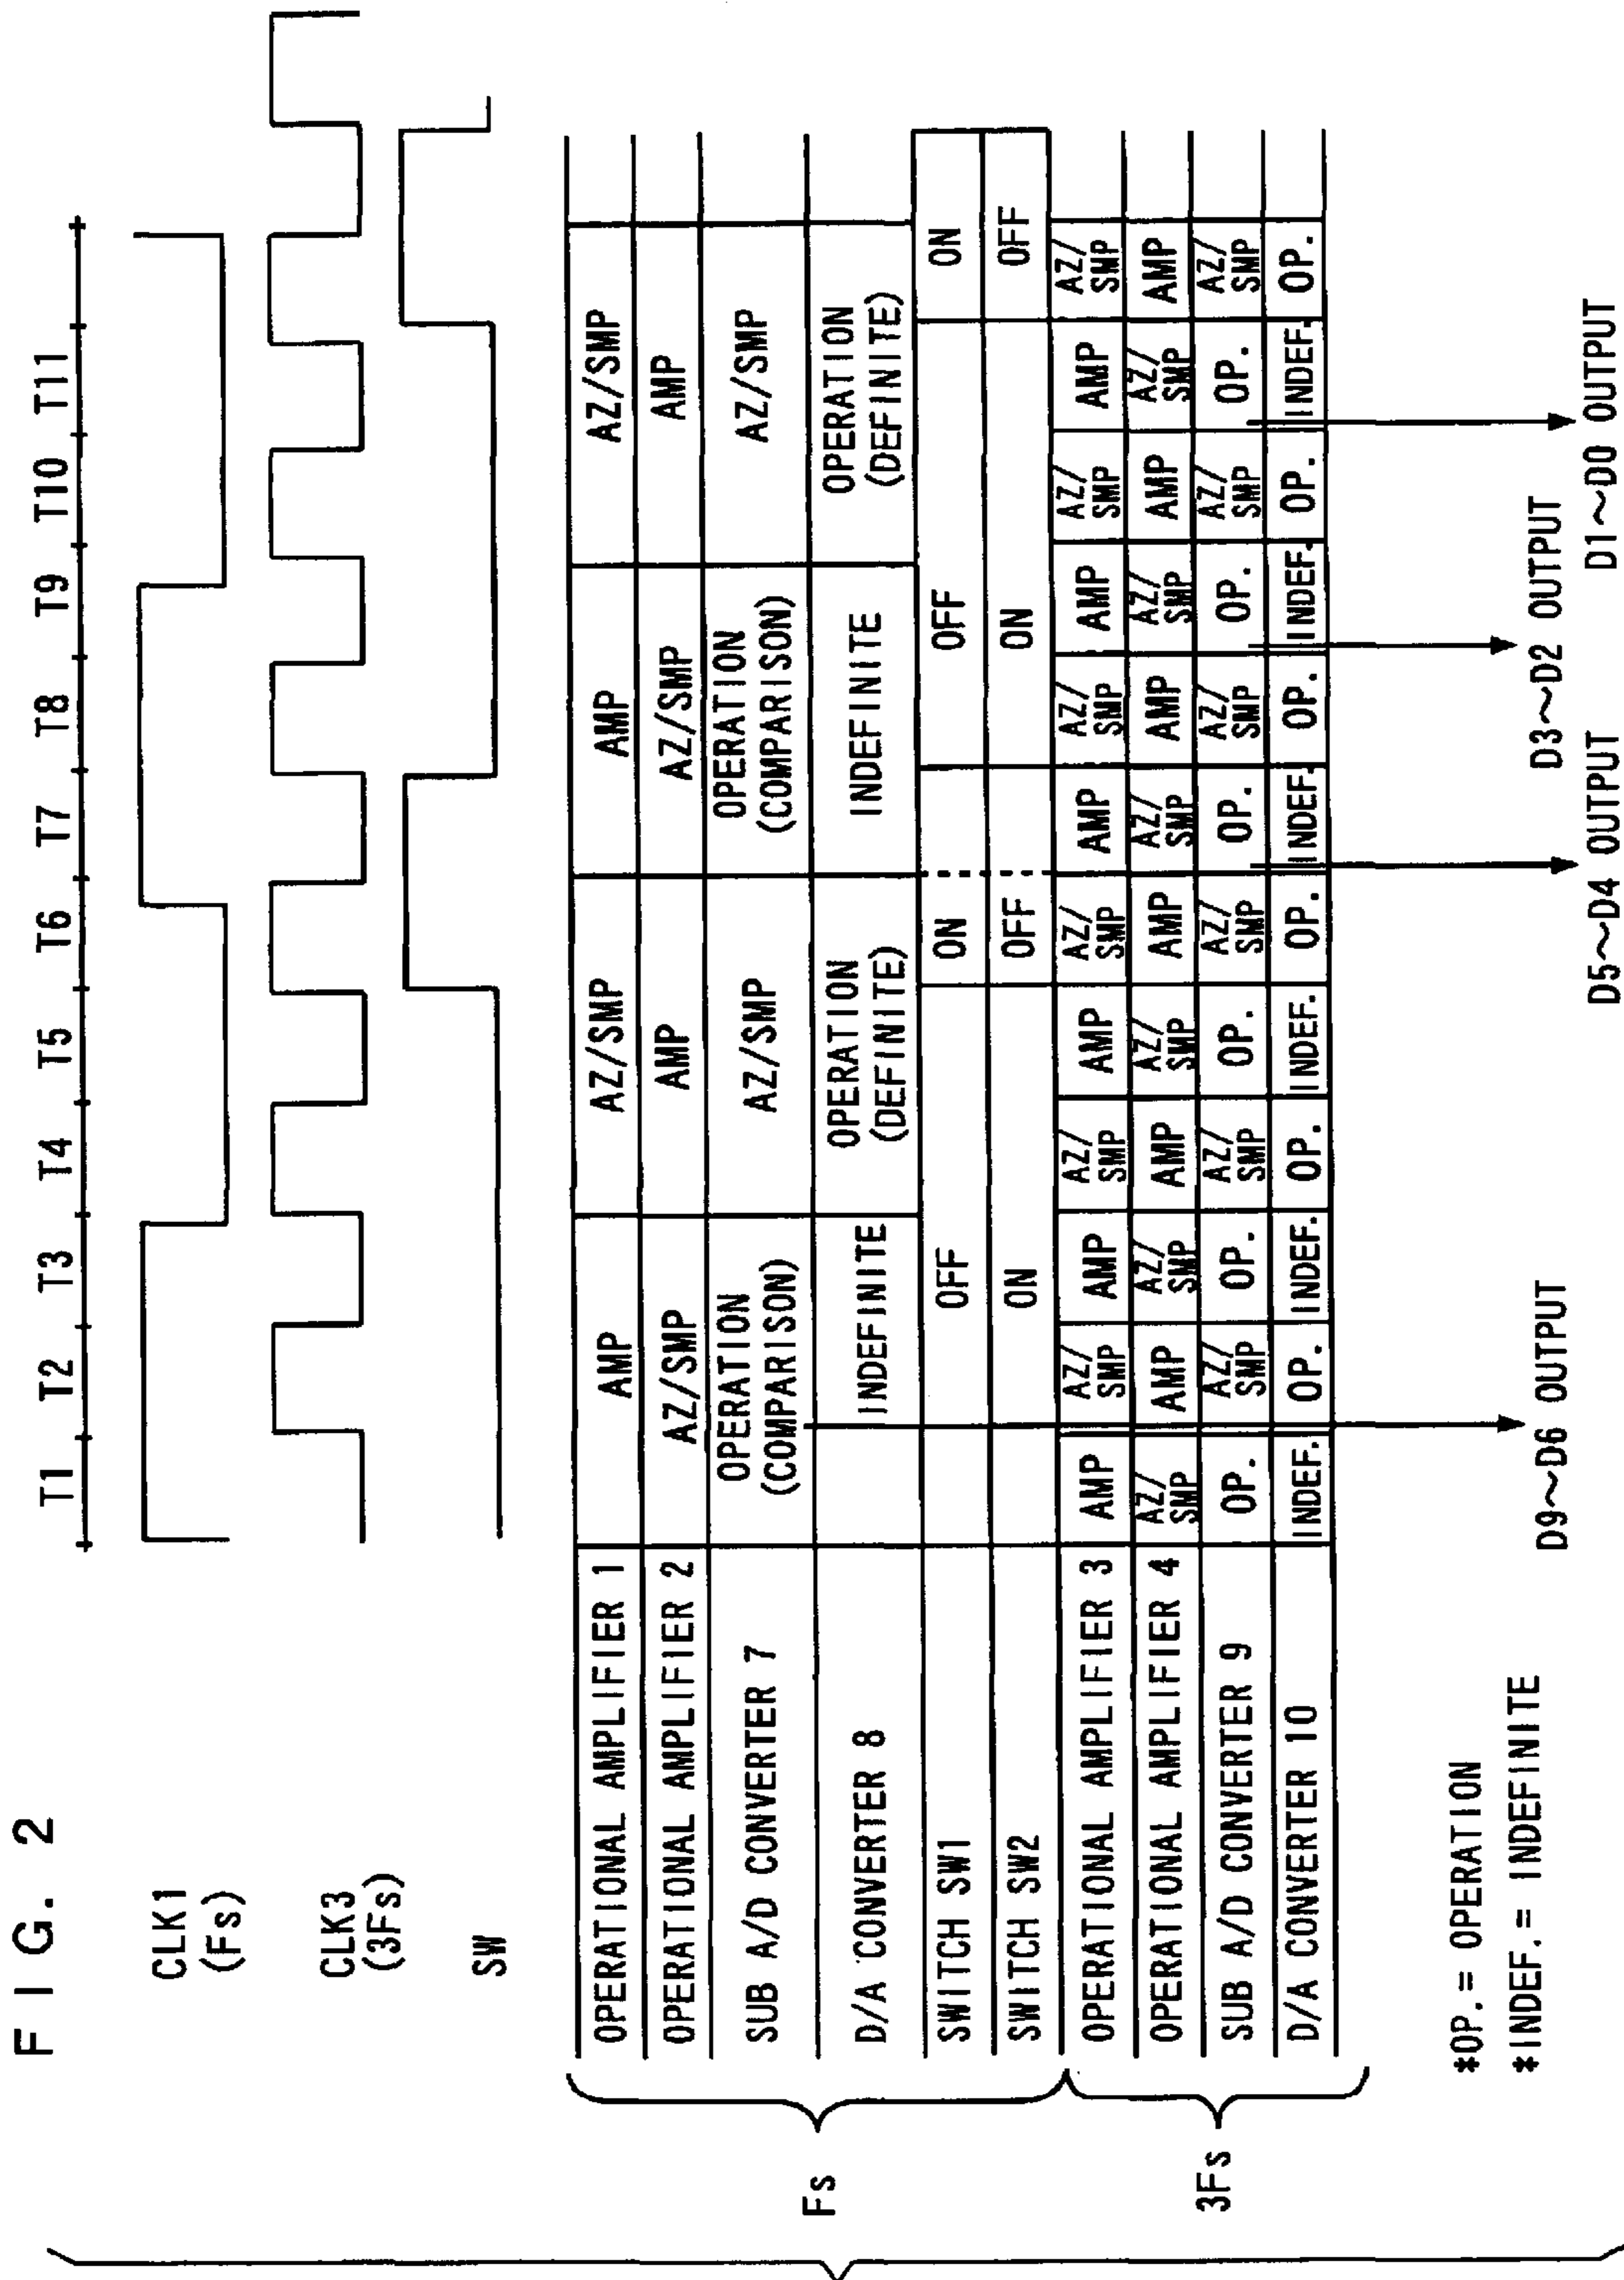 FIG. 2
T1 T2 T3 T4 T5 T6 T7 T8 T9 T10 T11
CLK1
(Fs)
CLK3
(3Fs)
SW
Fs
OPERATIONAL AMPLIFIER 1 AMP AZ/SMP AMP AZ/SMP
OPERATIONAL AMPLIFIER 2 AZ/SMP AMP AZ/SMP AMP
SUB A/D CONVERTER 7 OPERATION (COMPARISON) AZ/SMP OPERATION (COMPARISON) AZ/SMP
D/A CONVERTER 8 INDEFINITE OPERATION (DEFINITE) INDEFINITE OPERATION (DEFINITE)
SWITCH SW1 OFF ON OFF ON
SWITCH SW2 ON OFF ON OFF
3Fs
OPERATIONAL AMPLIFIER 3 AMP AZ/SMP AMP AZ/SMP AMP AZ/SMP AMP AZ/SMP AMP AZ/SMP AMP AZ/SMP
OPERATIONAL AMPLIFIER 4 AZ/SMP AMP AZ/SMP AMP AZ/SMP AMP AZ/SMP AMP AZ/SMP AMP AZ/SMP AMP
SUB A/D CONVERTER 9 OP. AZ/SMP OP. AZ/SMP OP. AZ/SMP OP. AZ/SMP OP. AZ/SMP OP. AZ/SMP
D/A CONVERTER 10 INDEF. OP. INDEF. OP. INDEF. OP. INDEF. OP. INDEF. OP. INDEF. OP.
*OP.= OPERATION
*INDEF.= INDEFINITE
D9~D6 OUTPUT
D5~D4 OUTPUT
D3~D2 OUTPUT
D1~D0 OUTPUT